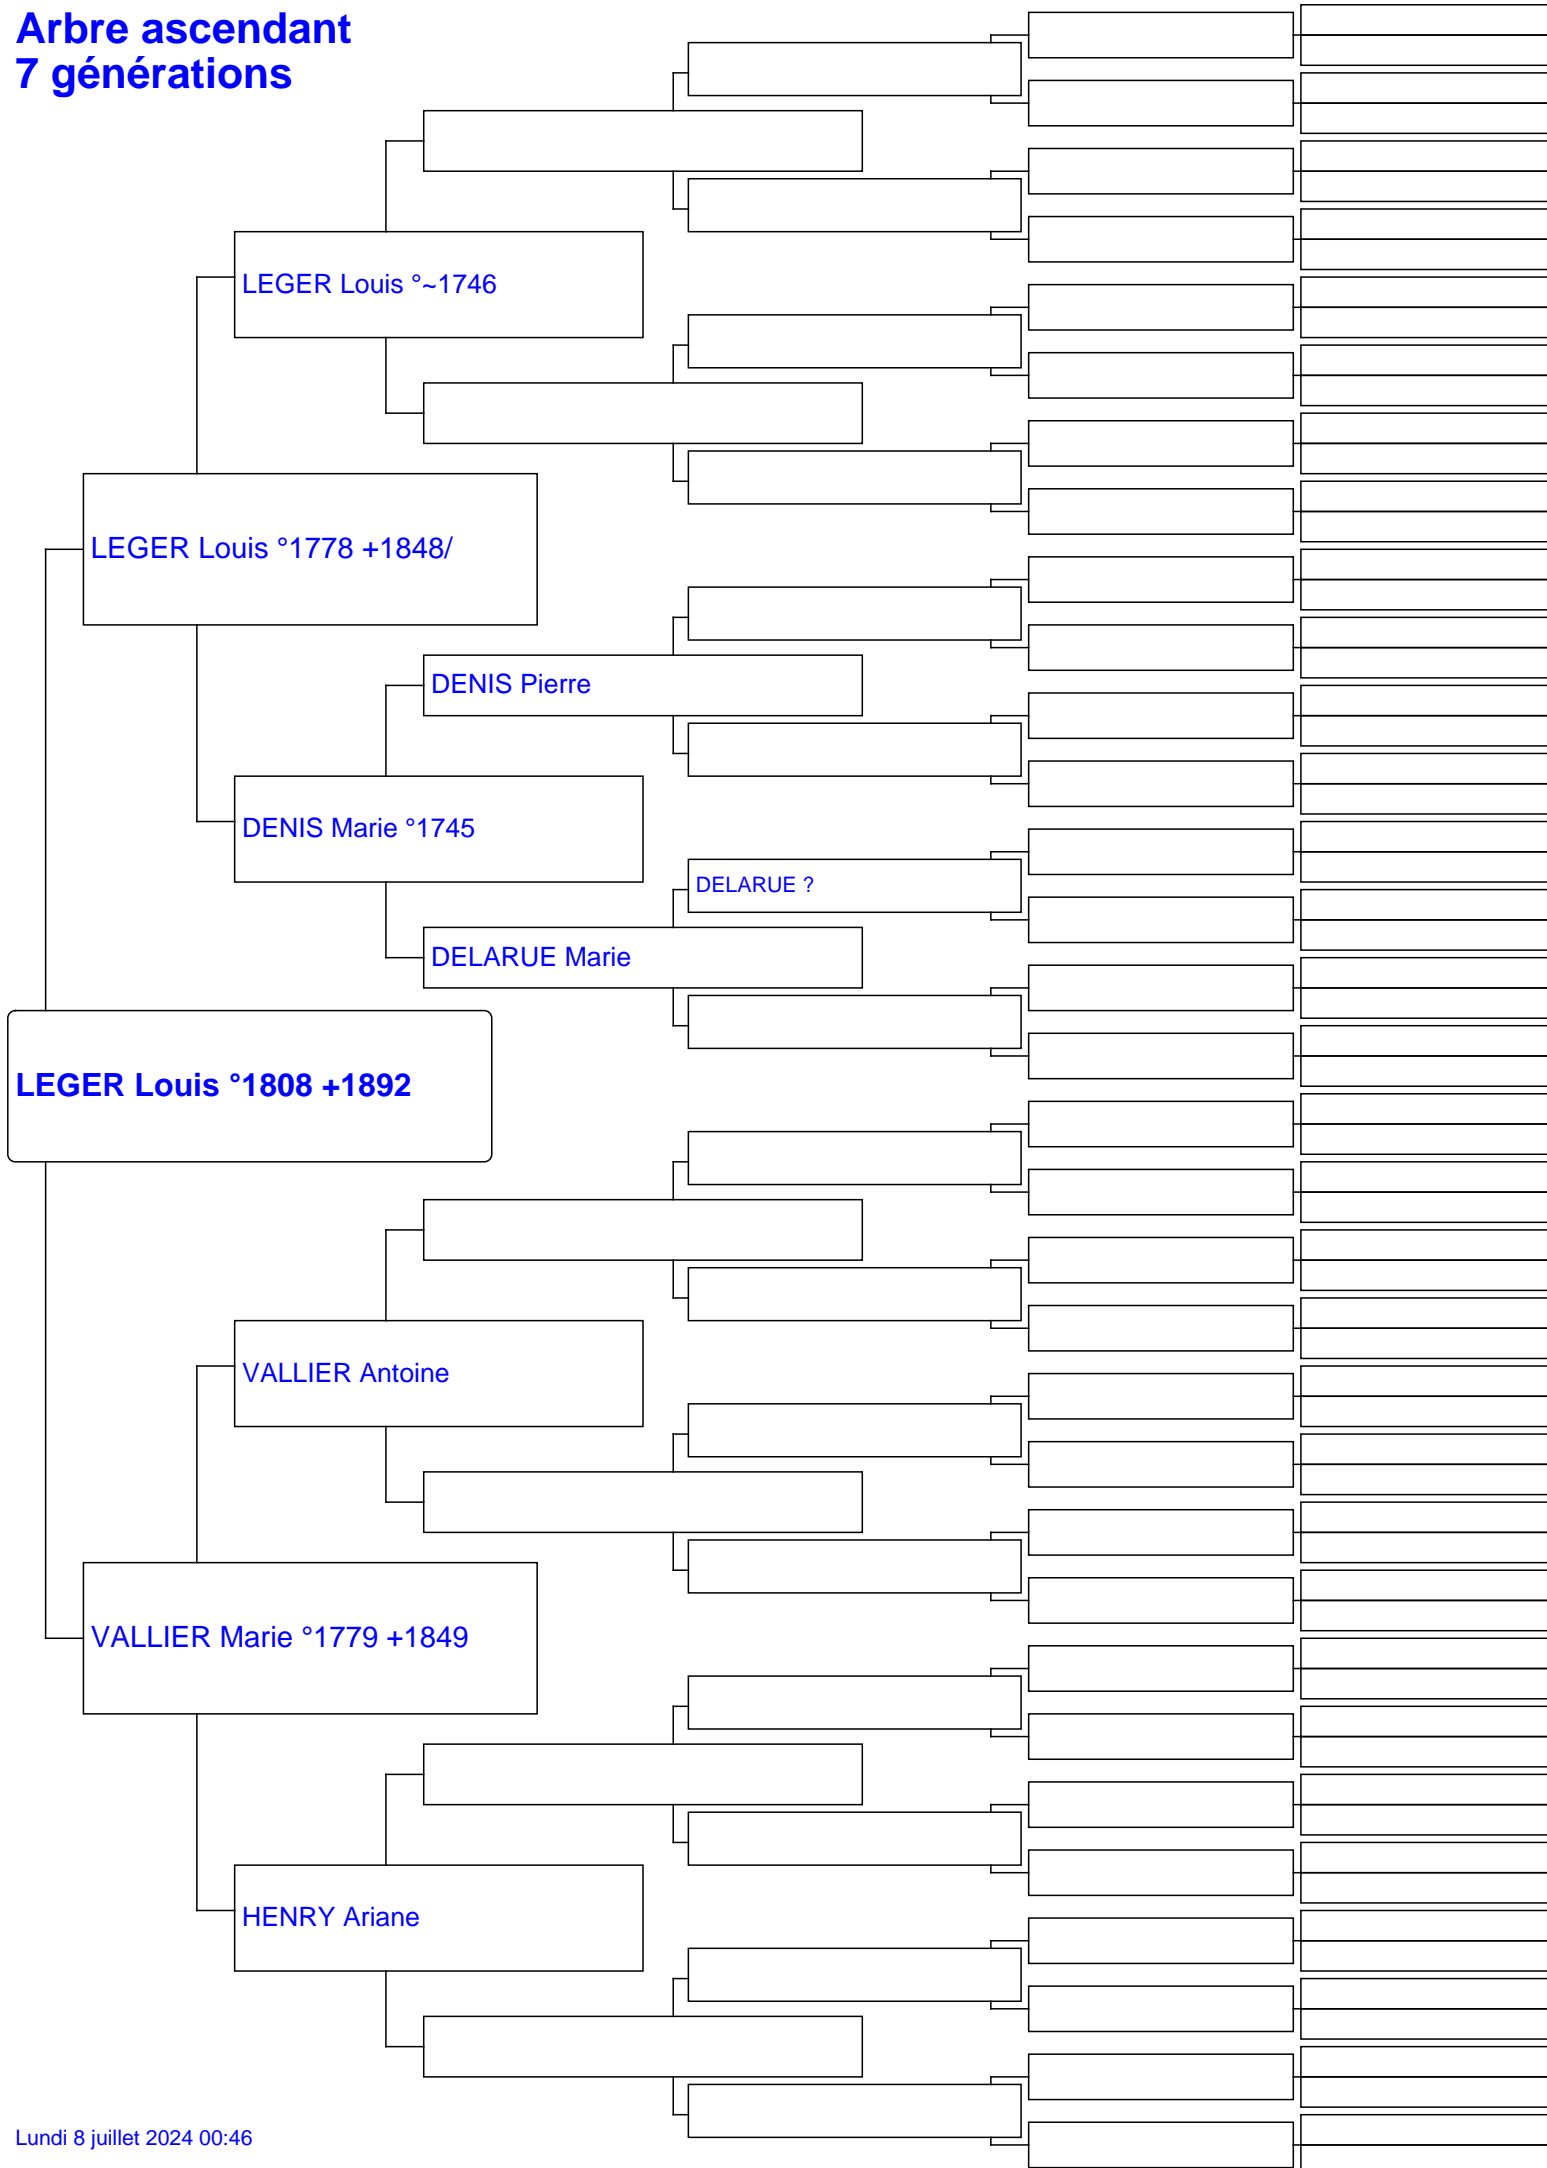 Arbre ascendant
7 générations
LEGER Louis °~1746
LEGER Louis °1778 +1848/
DENIS Pierre
DENIS Marie °1745
DELARUE ?
DELARUE Marie
LEGER Louis °1808 +1892
VALLIER Antoine
VALLIER Marie °1779 +1849
HENRY Ariane
Lundi 8 juillet 2024 00:46